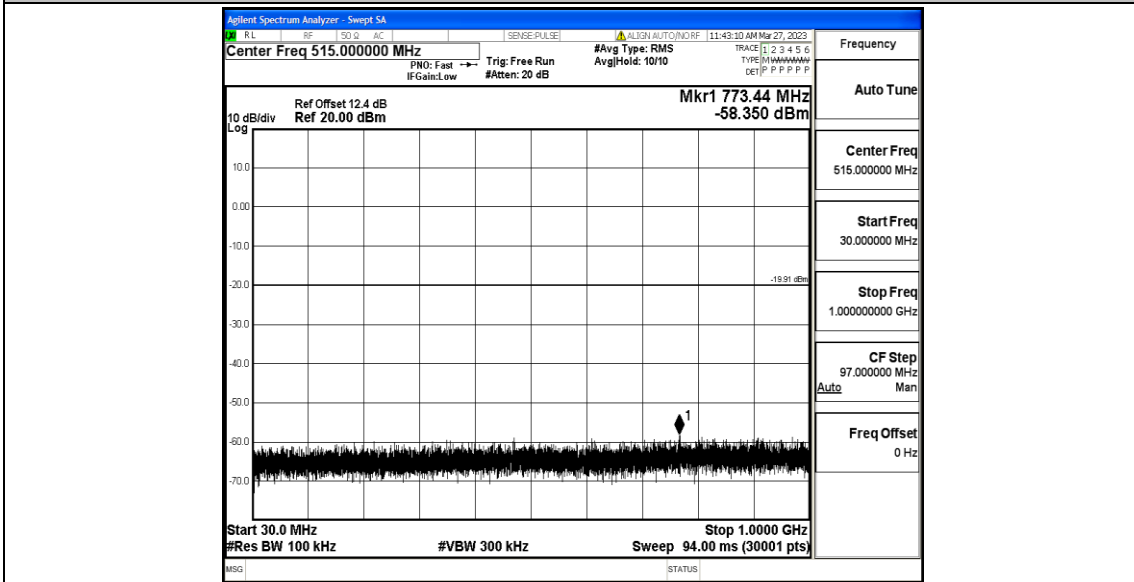 Agilent Spectrum Analyzer - Swept SA
RL RF 50 Ω AC SENSE:PULSE ALIGN AUTO/NO RF 11:43:10 AM Mar 27, 2023
Center Freq 515.000000 MHz
PNO: Fast
IFGain:Low
Trig: Free Run
#Atten: 20 dB
#Avg Type: RMS
Avg|Hold: 10/10
TRACE 1 2 3 4 5 6
TYPE M WWWWW
DET P P P P P P
Frequency
Auto Tune
Mkr1 773.44 MHz
-58.350 dBm
Ref Offset 12.4 dB
10 dB/div Ref 20.00 dBm
Log
10.0
0.00
-10.0
-20.0
-30.0
-40.0
-50.0
-60.0
-70.0
-19.91 dBm
1
Center Freq
515.000000 MHz
Start Freq
30.000000 MHz
Stop Freq
1.000000000 GHz
CF Step
97.000000 MHz
Auto Man
Freq Offset
0 Hz
Start 30.0 MHz Stop 1.0000 GHz
#Res BW 100 kHz #VBW 300 kHz Sweep 94.00 ms (30001 pts)
MSG STATUS